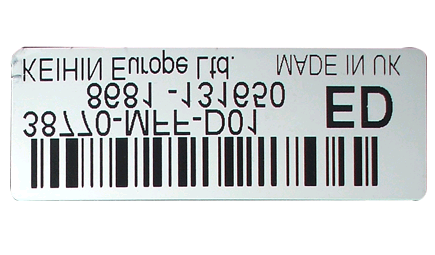 38770-MFF-D01
ED
8681 -131650
KEIHIN Europe Ltd. MADE IN UK